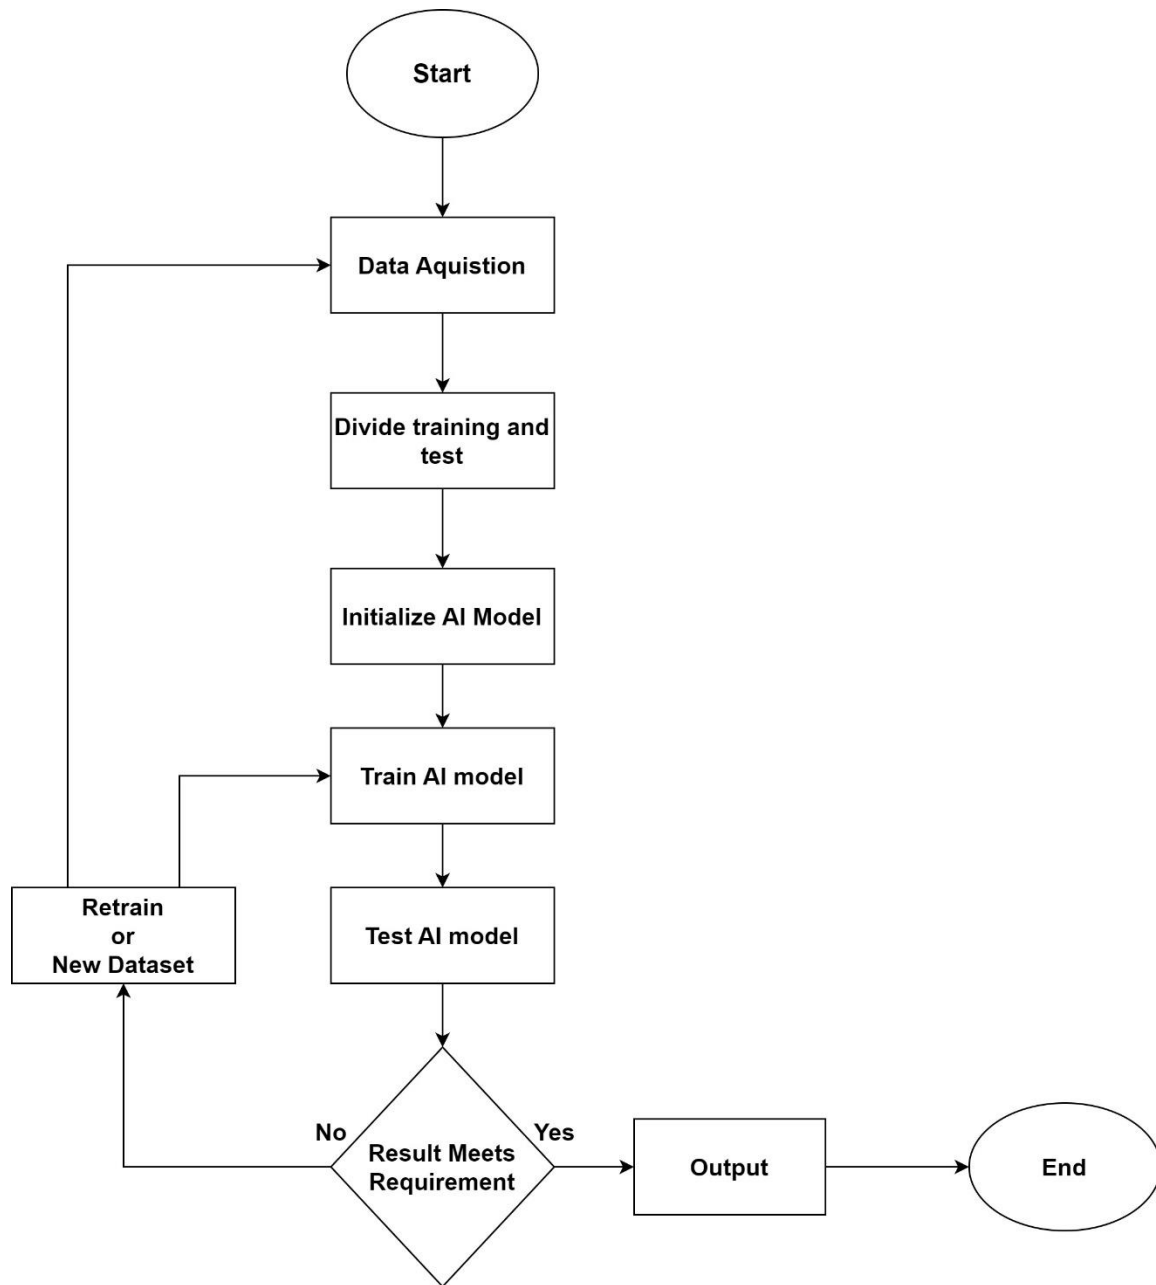 Start
Data Aquistion
Divide training and
test
Initialize AI Model
Train AI model
Retrain
or
New Dataset
Test AI model
No
Yes
Result Meets
Requirement
Output
End